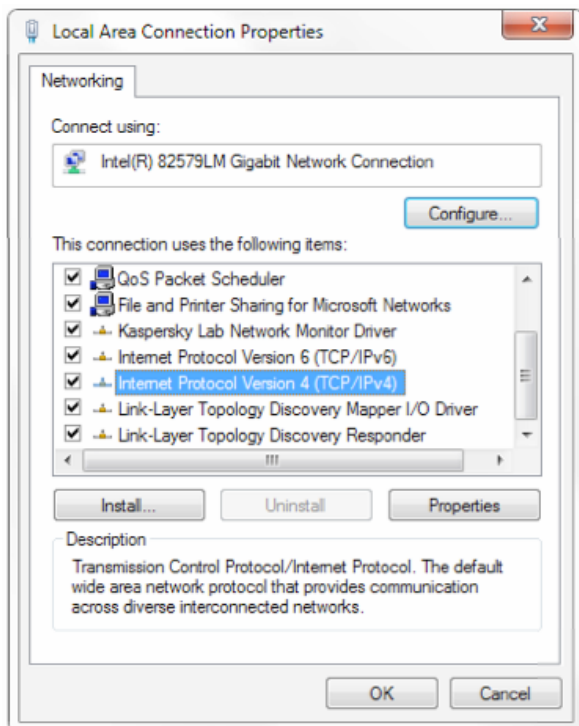 Local Area Connection Properties
Networking
Connect using:
Intel(R) 82579LM Gigabit Network Connection
Configure...
This connection uses the following items:
QoS Packet Scheduler
File and Printer Sharing for Microsoft Networks
Kaspersky Lab Network Monitor Driver
Internet Protocol Version 6 (TCP/IPv6)
Internet Protocol Version 4 (TCP/IPv4)
Link-Layer Topology Discovery Mapper I/O Driver
Link-Layer Topology Discovery Responder
Install...
Uninstall
Properties
Description
Transmission Control Protocol/Internet Protocol. The default
wide area network protocol that provides communication
across diverse interconnected networks.
OK
Cancel